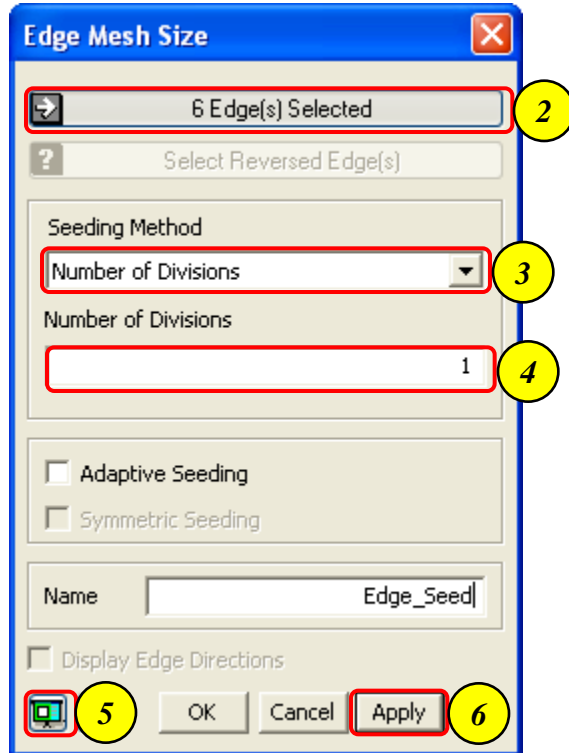 Edge Mesh Size
6 Edge(s) Selected
2
Select Reversed Edge(s)
Seeding Method
Number of Divisions
3
Number of Divisions
1
4
Adaptive Seeding
Symmetric Seeding
Name
Edge_Seed
Display Edge Directions
5
OK
Cancel
Apply
6